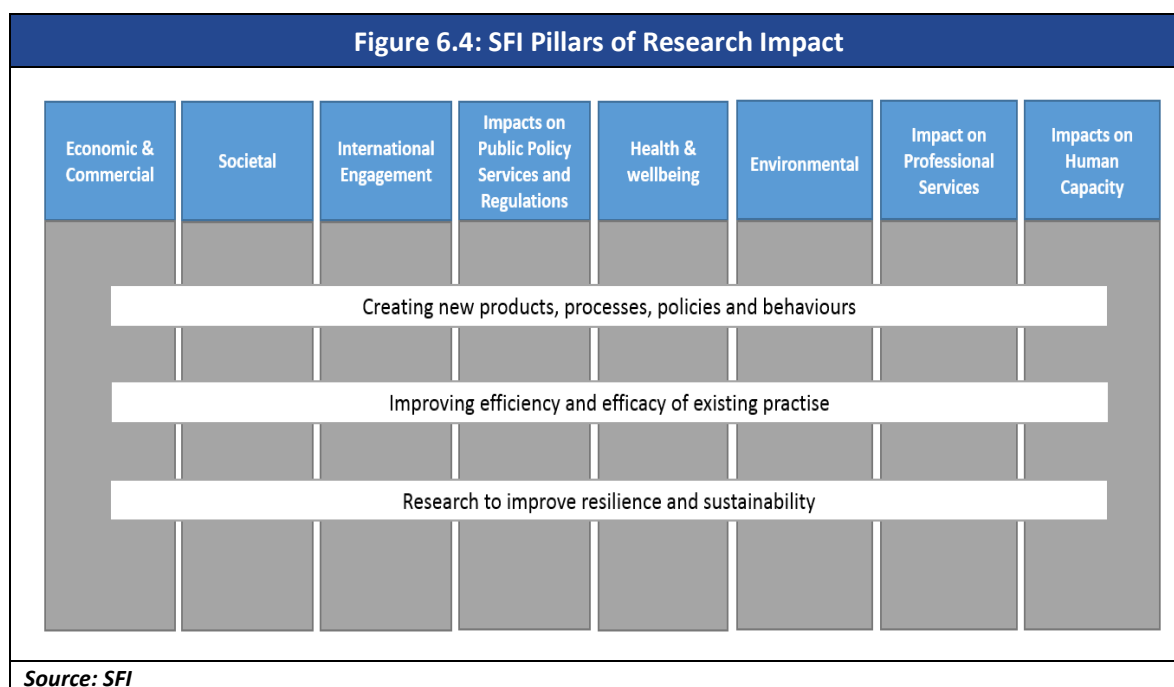 Figure 6.4: SFI Pillars of Research Impact
Economic &
Commercial
Societal
International
Engagement
Impacts on
Public Policy
Services and
Regulations
Health &
wellbeing
Environmental
Impact on
Professional
Services
Impacts on
Human
Capacity
Creating new products, processes, policies and behaviours
Improving efficiency and efficacy of existing practise
Research to improve resilience and sustainability
Source: SFI